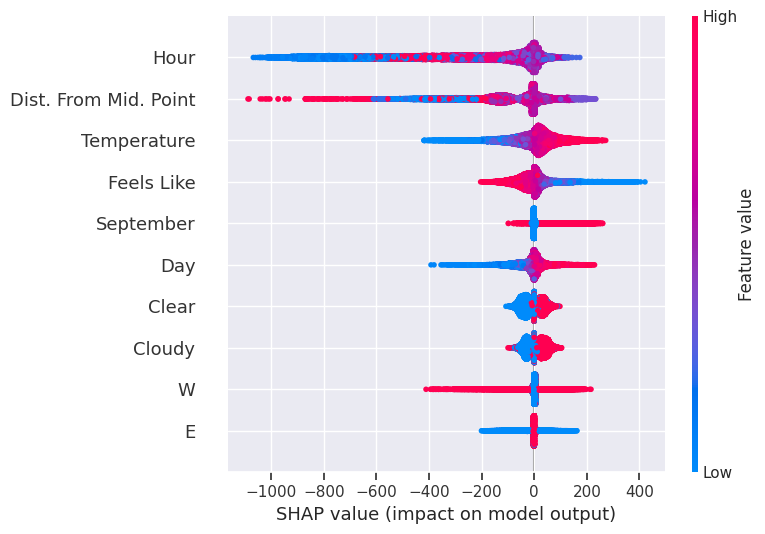 High
Hour
Dist. From Mid. Point
Temperature
Feels Like
September
Day
Clear
Cloudy
W
E
Feature value
Low
−1000 −800 −600 −400 −200 0 200 400
SHAP value (impact on model output)